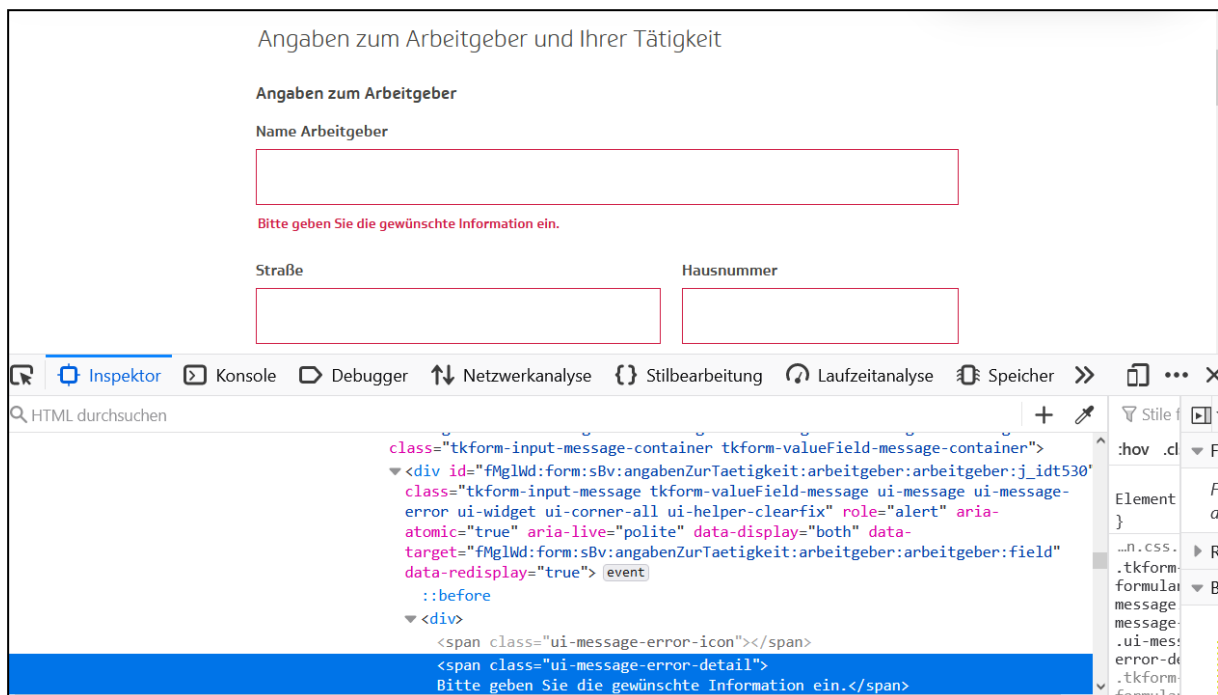 Angaben zum Arbeitgeber und Ihrer Tätigkeit
Angaben zum Arbeitgeber
Name Arbeitgeber
Bitte geben Sie die gewünschte Information ein.
Straße Hausnummer
Inspektor Konsole Debugger Netzwerkanalyse {} Stilbearbeitung Laufzeitanalyse Speicher
HTML durchsuchen
Stile f
class="tkform-input-message-container tkform-valueField-message-container">
<div id="fMglWd:form:sBv:angabenZurTaetigkeit:arbeitgeber:arbeitgeber:j_idt530"
class="tkform-input-message tkform-valueField-message ui-message ui-message-
error ui-widget ui-corner-all ui-helper-clearfix" role="alert" aria-
atomic="true" aria-live="polite" data-display="both" data-
target="fMglWd:form:sBv:angabenZurTaetigkeit:arbeitgeber:arbeitgeber:field"
data-redisplay="true"> event
::before
<div>
<span class="ui-message-error-icon"></span>
<span class="ui-message-error-detail">
Bitte geben Sie die gewünschte Information ein.</span>
:hov .cl
Element
}
…n.css.
.tkform-
formular
message
message-
.ui-mess
error-de
.tkform-
F
R
B